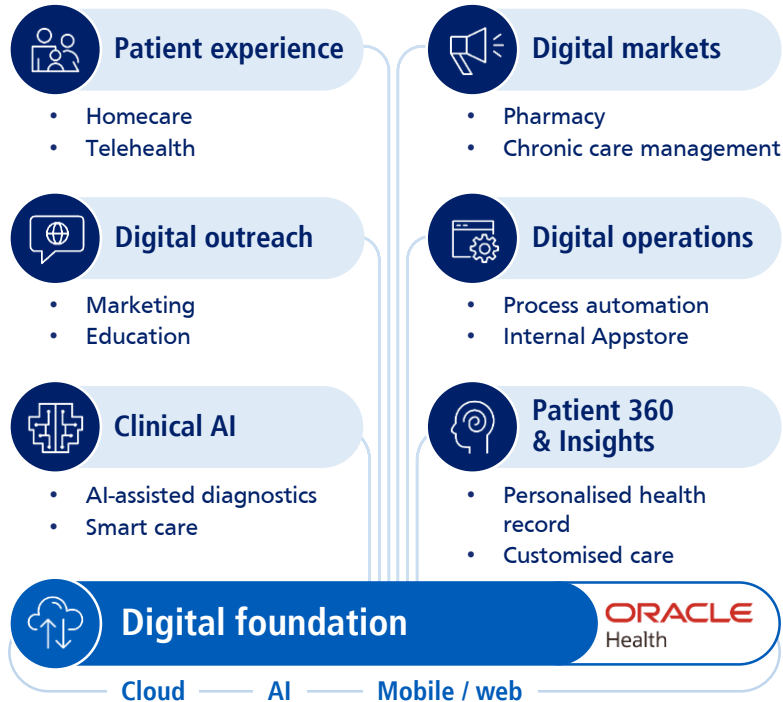 Patient experience
• Homecare
• Telehealth
Digital markets
• Pharmacy
• Chronic care management
Digital outreach
• Marketing
• Education
Digital operations
• Process automation
• Internal Appstore
Clinical AI
• AI-assisted diagnostics
• Smart care
Patient 360
& Insights
• Personalised health
record
• Customised care
Digital foundation
ORACLE
Health
Cloud
AI
Mobile / web